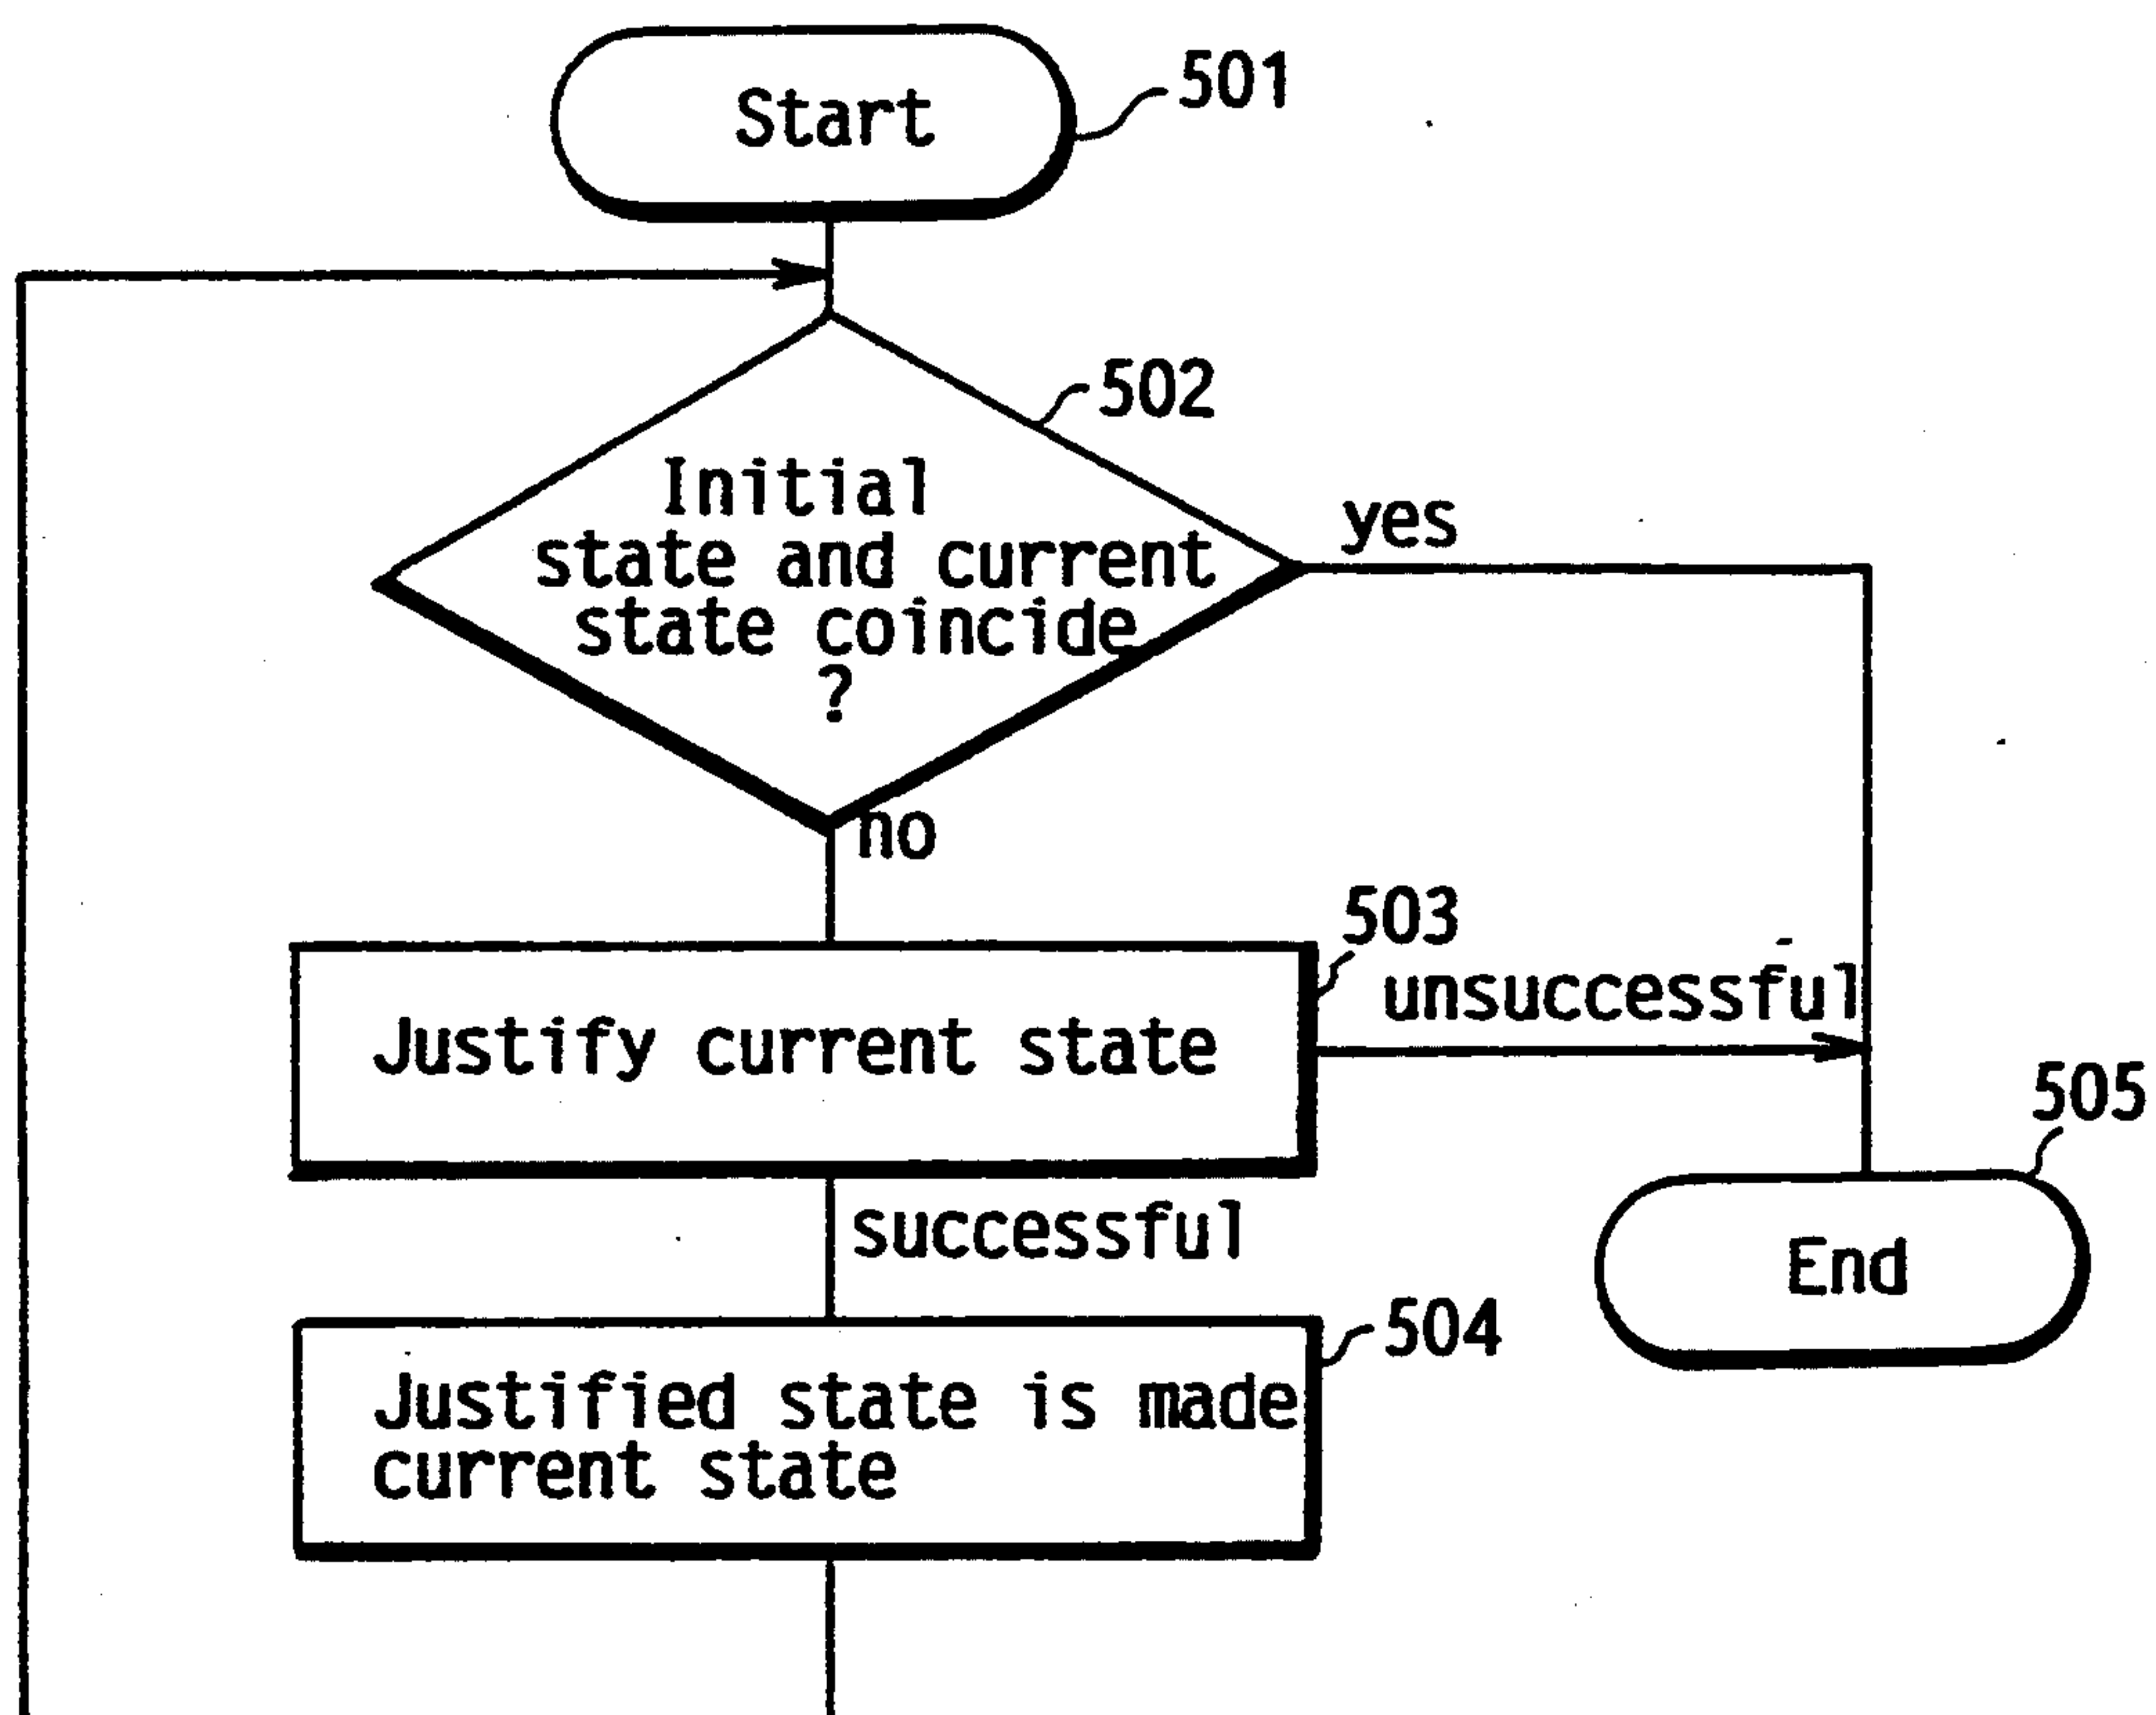 Start
501
502
Initial
state and current
state coincide
?
yes
no
503
unsuccessful
Justify current state
505
successful
End
504
Justified state is made
current state